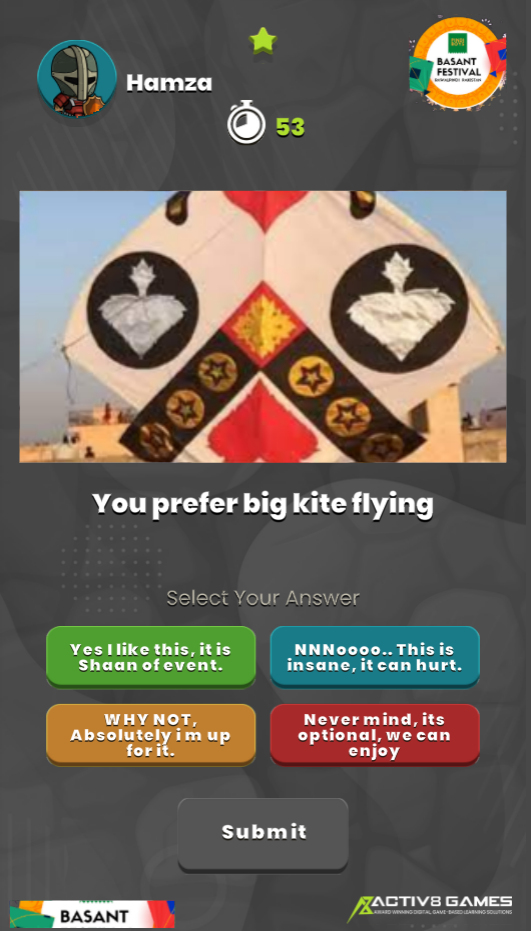 Hamza
BASANT
FESTIVAL
RAWALPINDI PAKISTAN
53
You prefer big kite flying
Select Your Answer
Yes I like this, it is
Shaan of event.
NNNoooo.. This is
insane, it can hurt.
WHY NOT,
Absolutely i m up
for it.
Never mind, its
optional, we can
enjoy
Submit
BASANT
ACTIV8 GAMES
AWARD WINNING DIGITAL GAME-BASED LEARNING SOLUTIONS